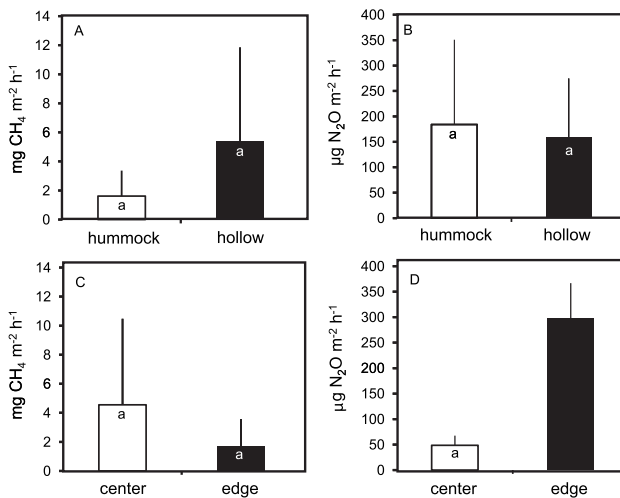 A
mg CH₄ m⁻² h⁻¹
14
12
10
8
6
4
2
0
a
a
hummock hollow
B
µg N₂O m⁻² h⁻¹
400
350
300
250
200
150
100
50
0
a
a
hummock hollow
C
mg CH₄ m⁻² h⁻¹
14
12
10
8
6
4
2
0
a
a
center edge
D
µg N₂O m⁻² h⁻¹
400
350
300
250
200
150
100
50
0
a
center edge